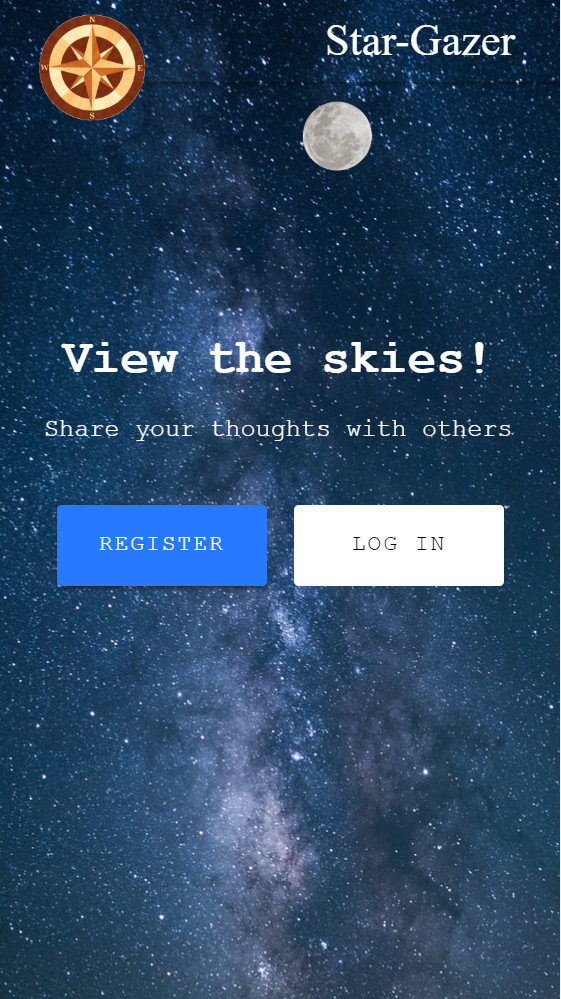 N
W E
S
Star-Gazer
View the skies!
Share your thoughts with others
REGISTER LOG IN